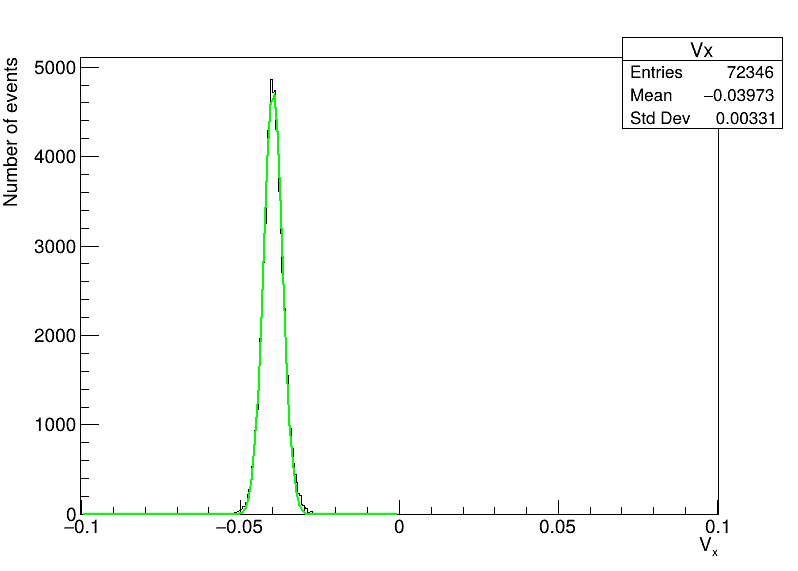 Vx
Entries 72346
Mean −0.03973
Std Dev 0.00331
Number of events
5000
4000
3000
2000
1000
0
−0.1 −0.05 0 0.05 0.1
Vx